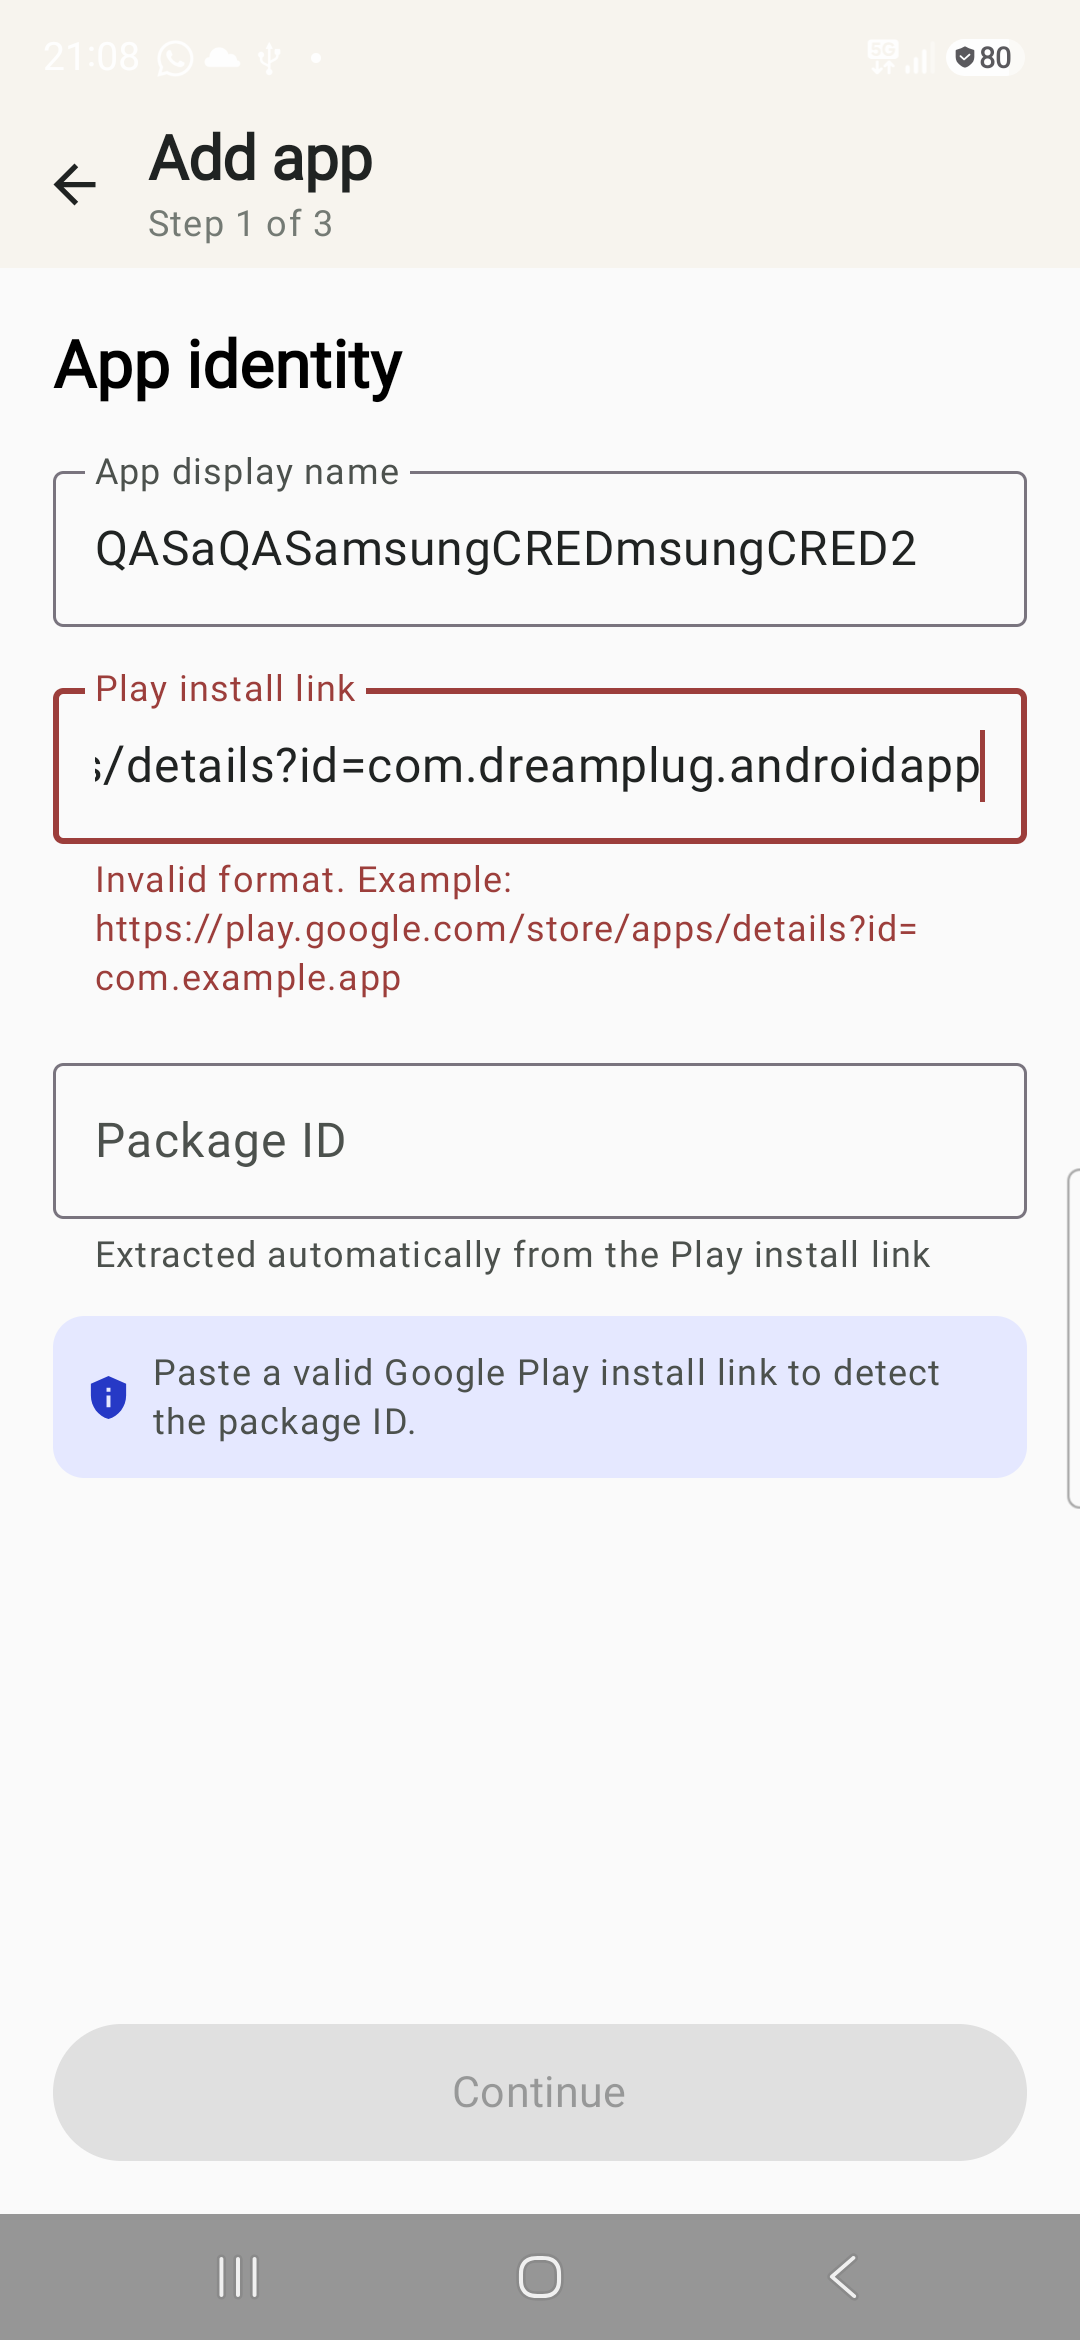 21:08
5G
80
Add app
Step 1 of 3
App identity
App display name
QASaQASamsungCREDmsungCRED2
Play install link
s/details?id=com.dreamplug.androidapp
Invalid format. Example:
https://play.google.com/store/apps/details?id=
com.example.app
Package ID
Extracted automatically from the Play install link
Paste a valid Google Play install link to detect
the package ID.
Continue